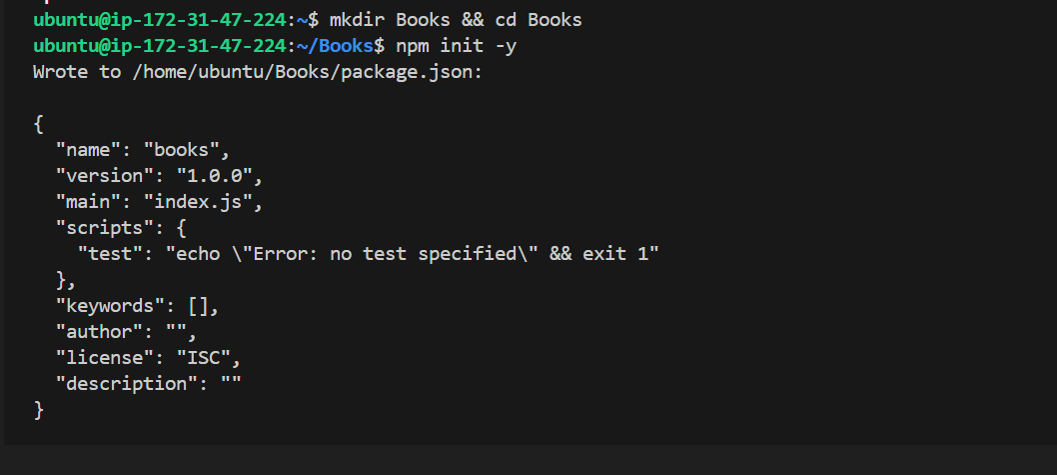 ubuntu@ip-172-31-47-224:~$ mkdir Books && cd Books
ubuntu@ip-172-31-47-224:~/Books$ npm init -y
Wrote to /home/ubuntu/Books/package.json:

{
  "name": "books",
  "version": "1.0.0",
  "main": "index.js",
  "scripts": {
    "test": "echo \"Error: no test specified\" && exit 1"
  },
  "keywords": [],
  "author": "",
  "license": "ISC",
  "description": ""
}